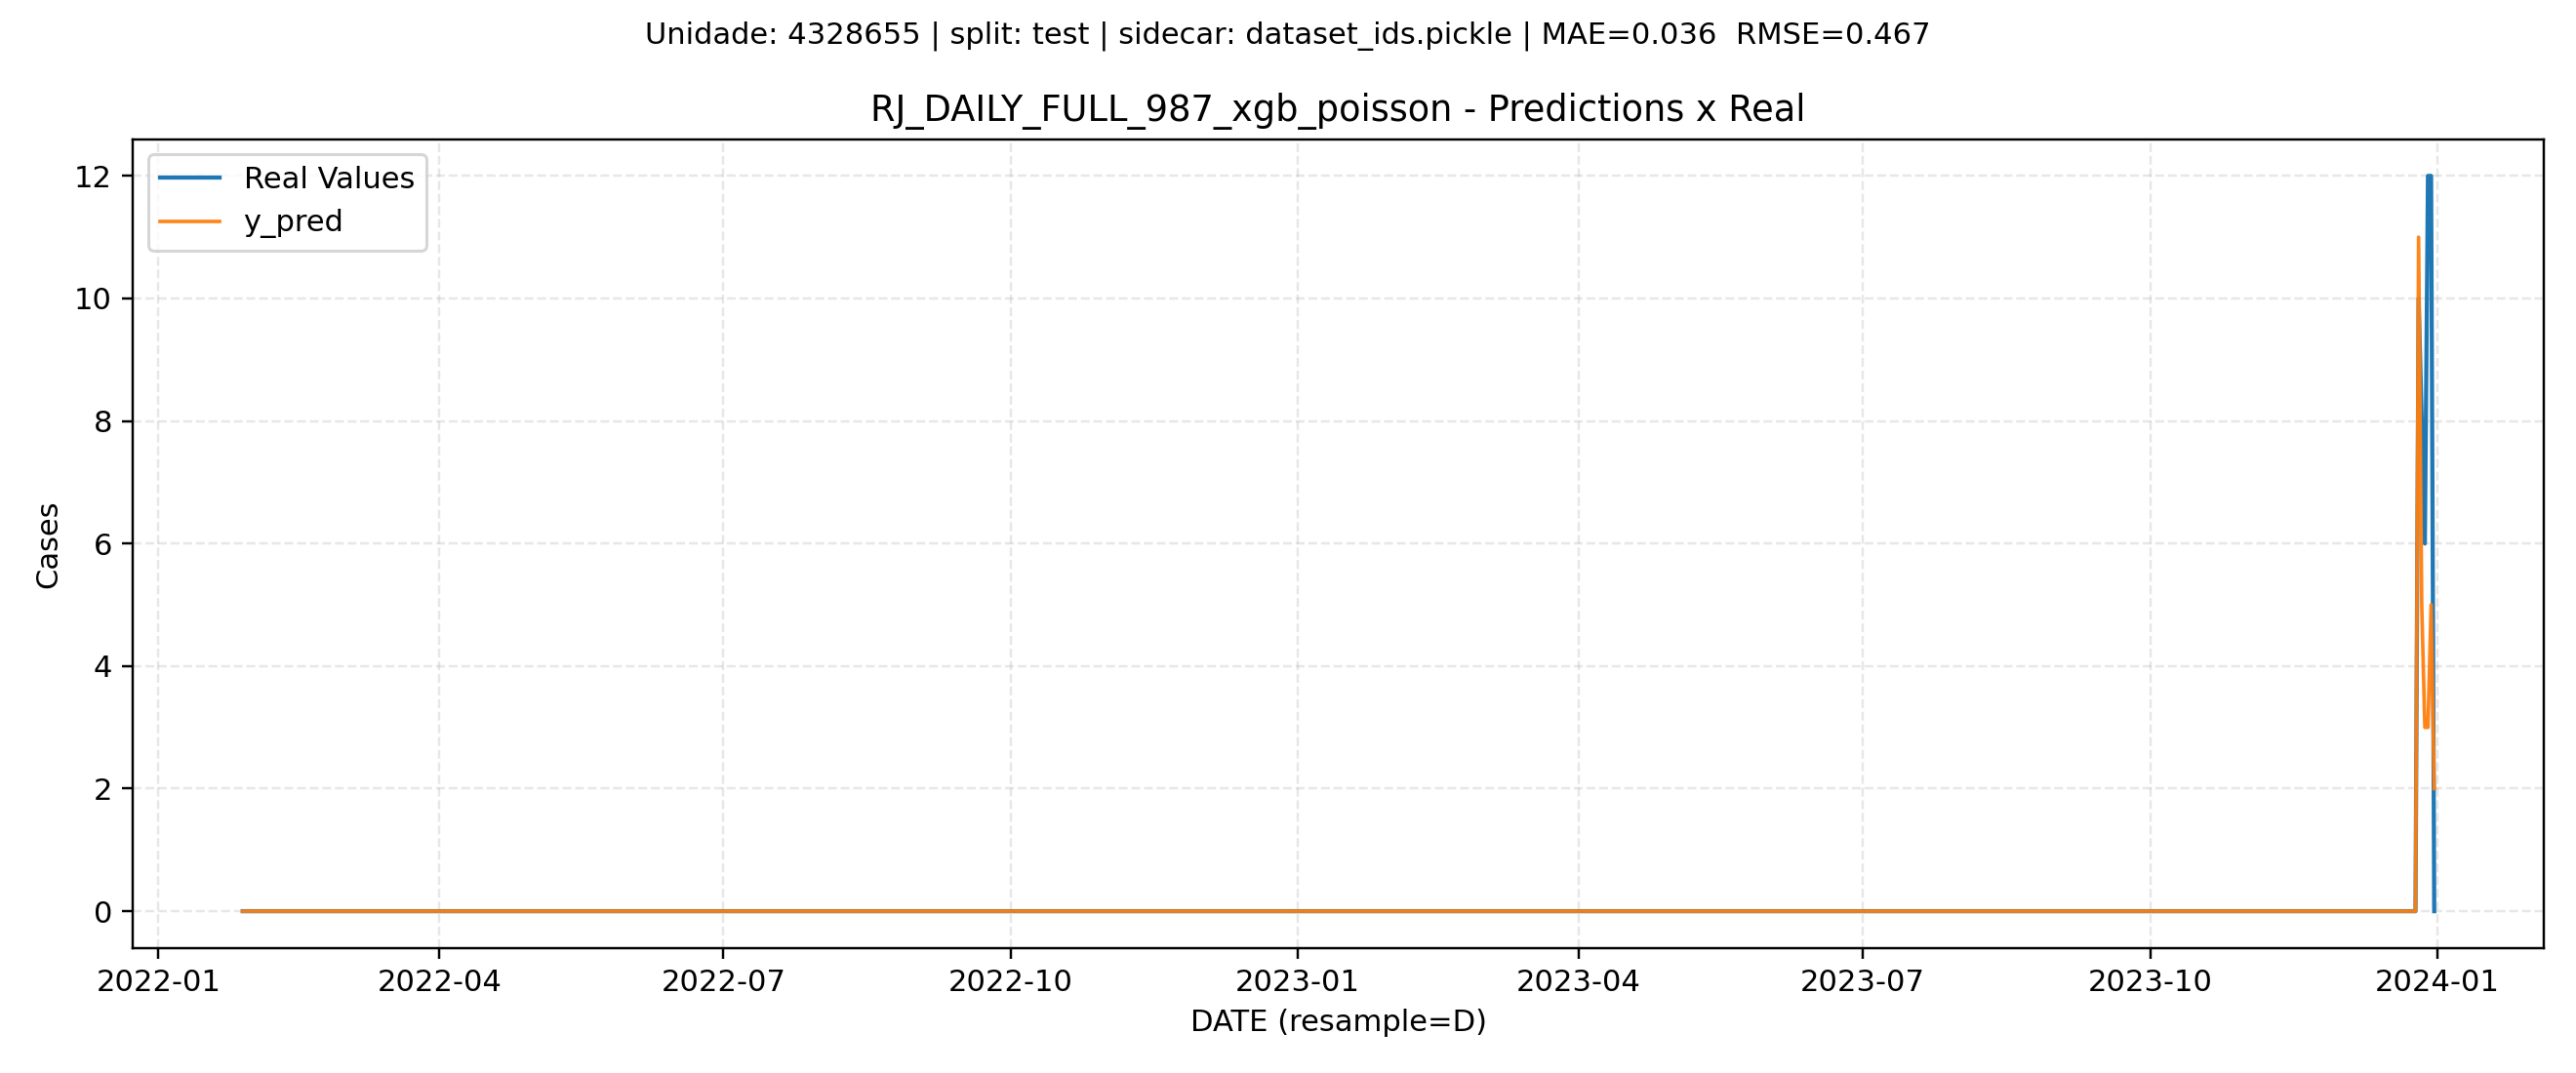 Unidade: 4328655 | split: test | sidecar: dataset_ids.pickle | MAE=0.036  RMSE=0.467
RJ_DAILY_FULL_987_xgb_poisson - Predictions x Real
Real Values
y_pred
12
10
8
6
4
2
0
Cases
2022-01 2022-04 2022-07 2022-10 2023-01 2023-04 2023-07 2023-10 2024-01
DATE (resample=D)